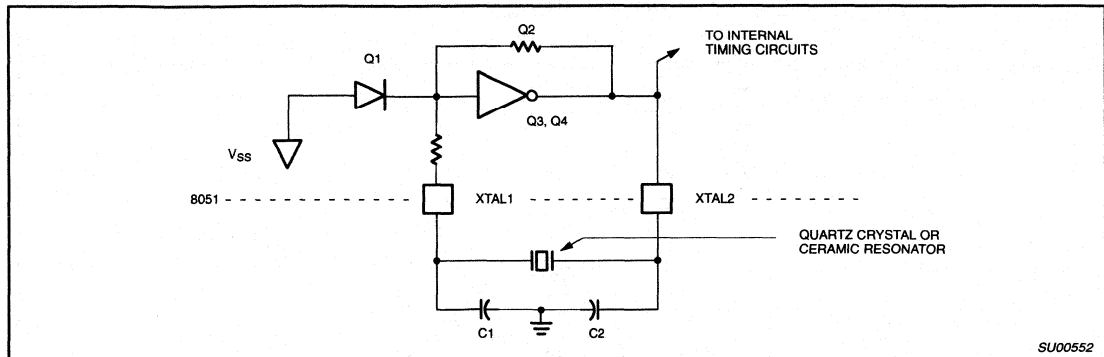 Q2
TO INTERNAL
TIMING CIRCUITS
Q1
Q3, Q4
VSS
8051
XTAL1
XTAL2
QUARTZ CRYSTAL OR
CERAMIC RESONATOR
C1
C2
SU00552